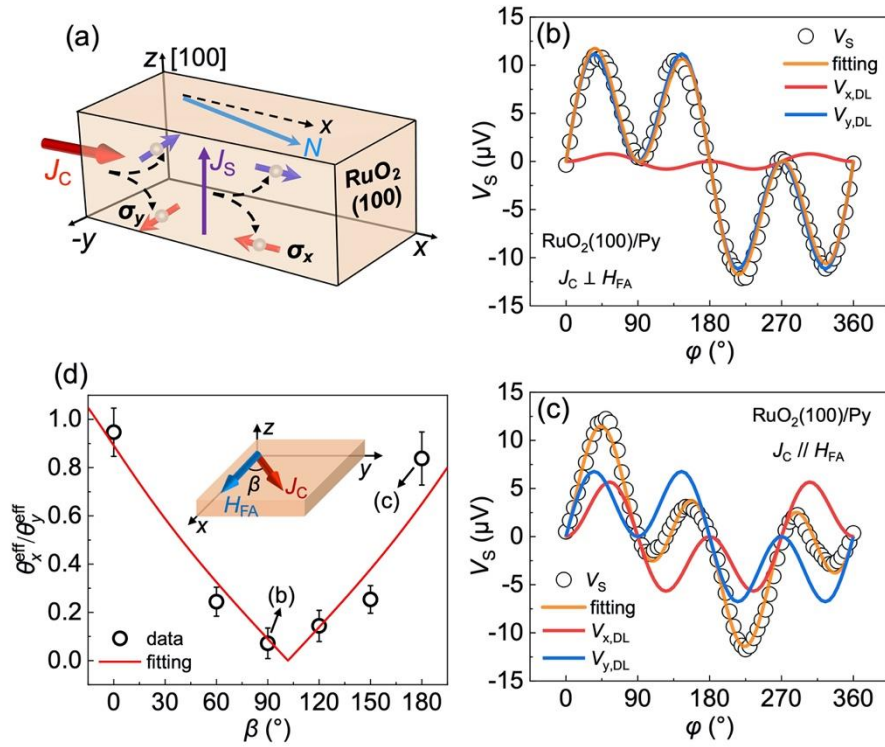 (a)
z [100]
x
N
J_C
J_S
RuO₂
(100)
σ_y
σ_x
-y
x
(b)
V_S (μV)
15
10
5
0
-5
-10
-15
V_S
fitting
V_x,DL
V_y,DL
RuO₂(100)/Py
J_C ⊥ H_FA
0 90 180 270 360
φ (°)
(d)
θ_x^eff/θ_y^eff
1.0
0.8
0.6
0.4
0.2
0.0
z
y
β
J_C
H_FA
x
(c)
(b)
data
fitting
0 30 60 90 120 150 180
β (°)
(c)
V_S (μV)
15
10
5
0
-5
-10
-15
RuO₂(100)/Py
J_C // H_FA
V_S
fitting
V_x,DL
V_y,DL
0 90 180 270 360
φ (°)